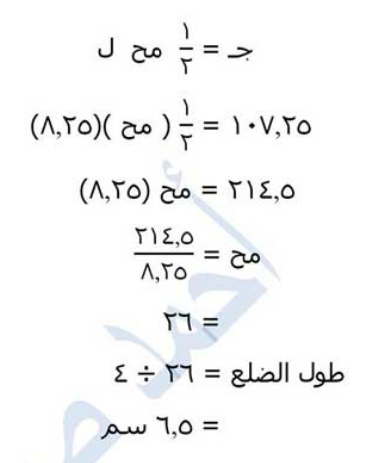 جـ = ١/٢ مح ل
١٠٧,٢٥ = ١/٢ ( مح )(٨,٢٥)
٢١٤,٥ = مح (٨,٢٥)
مح = ٢١٤,٥/٨,٢٥
= ٢٦
طول الضلع = ٢٦ ÷ ٤
= ٦,٥ سم